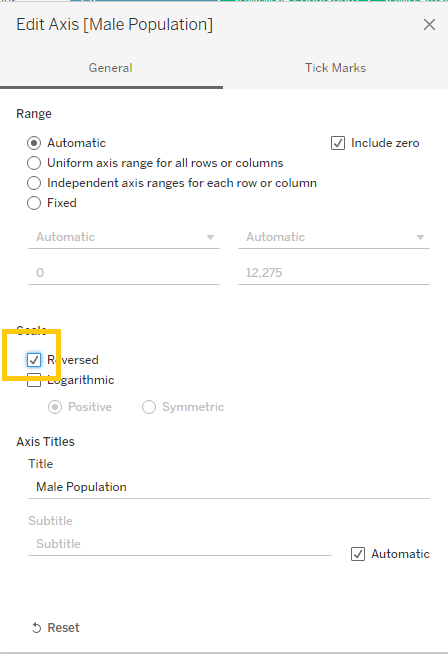 Edit Axis [Male Population]
General Tick Marks
Range
Automatic Include zero
Uniform axis range for all rows or columns
Independent axis ranges for each row or column
Fixed
Automatic Automatic
0 12,275
Scale
Reversed
Logarithmic
Positive Symmetric
Axis Titles
Title
Male Population
Subtitle
Subtitle
Automatic
Reset